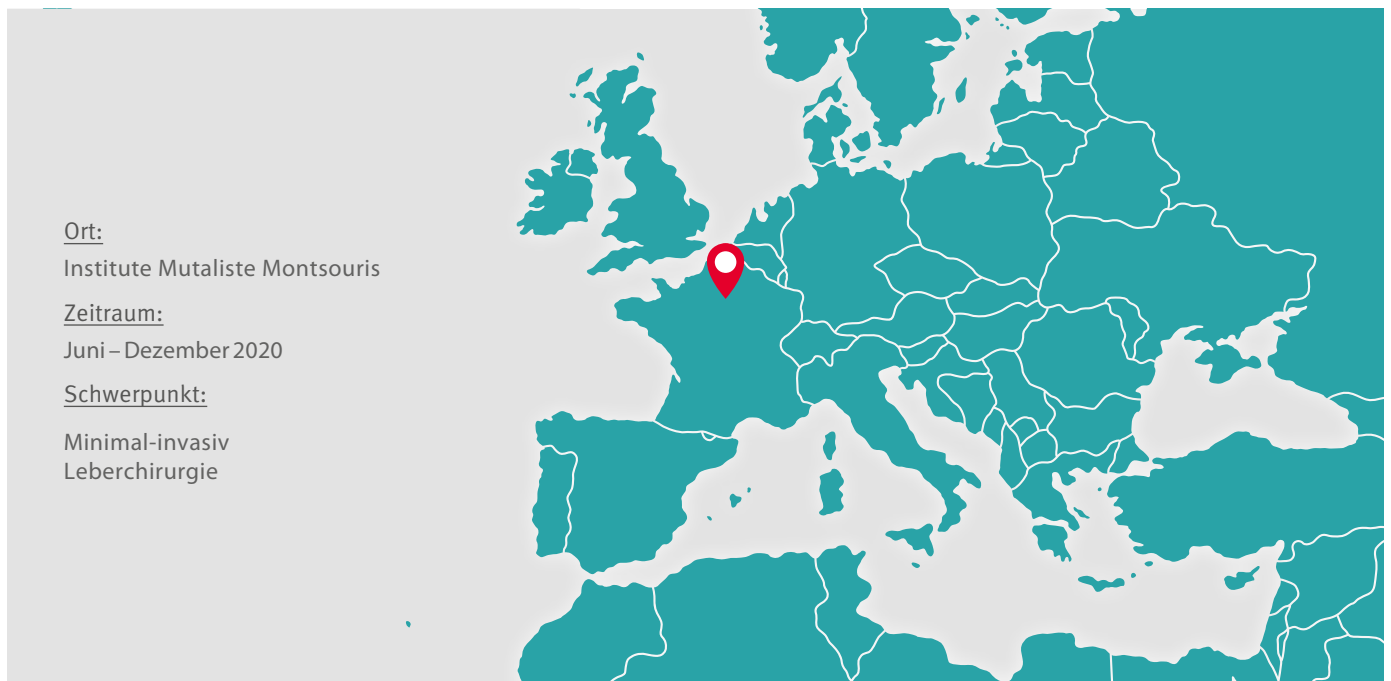 Ort:
Institute Mutaliste Montsouris
Zeitraum:
Juni – Dezember 2020
Schwerpunkt:
Minimal-invasiv
Leberchirurgie